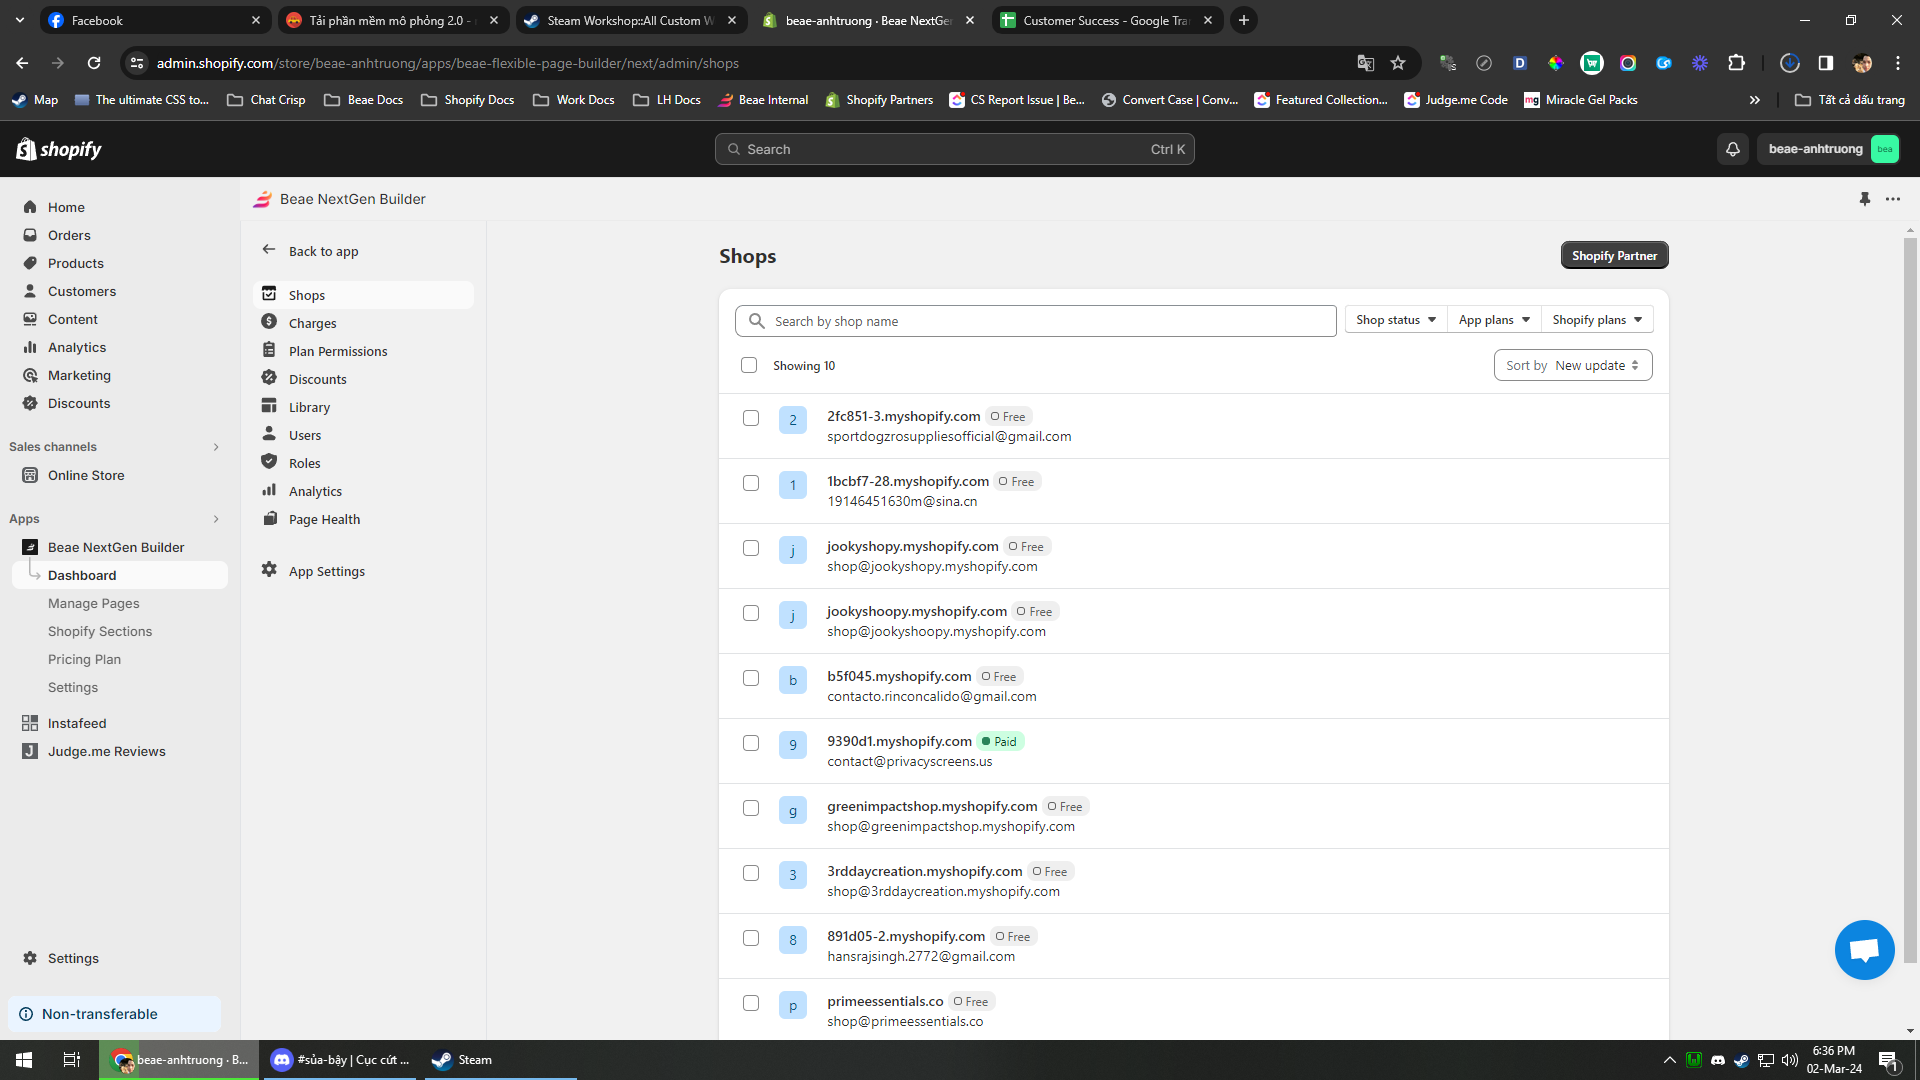 Facebook
Tải phần mềm mô phỏng 2.0 -
Steam Workshop::All Custom W
beae-anhtruong · Beae NextGen
Customer Success - Google Tra
admin.shopify.com/store/beae-anhtruong/apps/beae-flexible-page-builder/next/admin/shops
Map
The ultimate CSS to...
Chat Crisp
Beae Docs
Shopify Docs
Work Docs
LH Docs
Beae Internal
Shopify Partners
CS Report Issue | Be...
Convert Case | Conv...
Featured Collection...
Judge.me Code
mg
Miracle Gel Packs
Tất cả dấu trang
shopify
Search
Ctrl K
beae-anhtruong
bea
Home
Orders
Products
Customers
Content
Analytics
Marketing
Discounts
Sales channels
Online Store
Apps
Beae NextGen Builder
Dashboard
Manage Pages
Shopify Sections
Pricing Plan
Settings
Instafeed
Judge.me Reviews
Settings
Non-transferable
Beae NextGen Builder
Back to app
Shops
Charges
Plan Permissions
Discounts
Library
Users
Roles
Analytics
Page Health
App Settings
Shops
Shopify Partner
Search by shop name
Shop status
App plans
Shopify plans
Showing 10
Sort by New update
2
2fc851-3.myshopify.com Free
sportdogzrosuppliesofficial@gmail.com
1
1bcbf7-28.myshopify.com Free
19146451630m@sina.cn
j
jookyshopy.myshopify.com Free
shop@jookyshopy.myshopify.com
j
jookyshoopy.myshopify.com Free
shop@jookyshoopy.myshopify.com
b
b5f045.myshopify.com Free
contacto.rinconcalido@gmail.com
9
9390d1.myshopify.com Paid
contact@privacyscreens.us
g
greenimpactshop.myshopify.com Free
shop@greenimpactshop.myshopify.com
3
3rddaycreation.myshopify.com Free
shop@3rddaycreation.myshopify.com
8
891d05-2.myshopify.com Free
hansrajsingh.2772@gmail.com
p
primeessentials.co Free
shop@primeessentials.co
beae-anhtruong · B...
#sủa-bậy | Cục cứt ...
Steam
6:36 PM
02-Mar-24
1